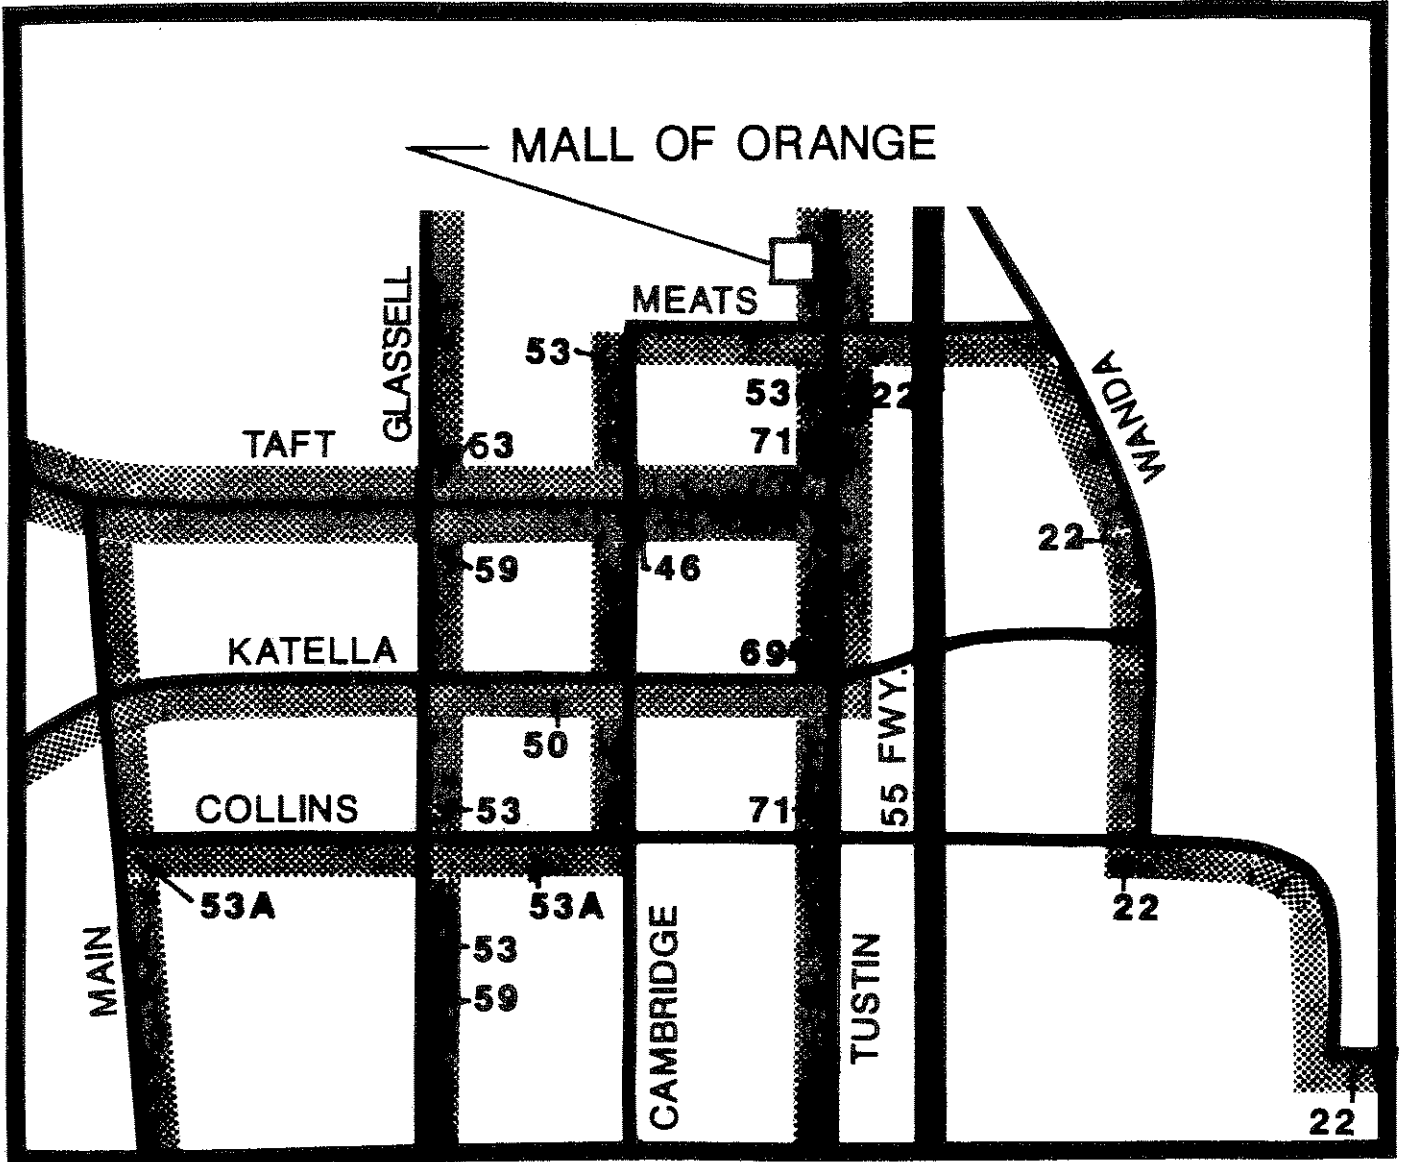 MALL OF ORANGE
GLASSELL
MEATS
53
53
22
WANDA
TAFT
53
71
22
59
46
KATELLA
69
50
55 FWY.
COLLINS
53
71
53A
53A
22
MAIN
53
CAMBRIDGE
TUSTIN
59
22